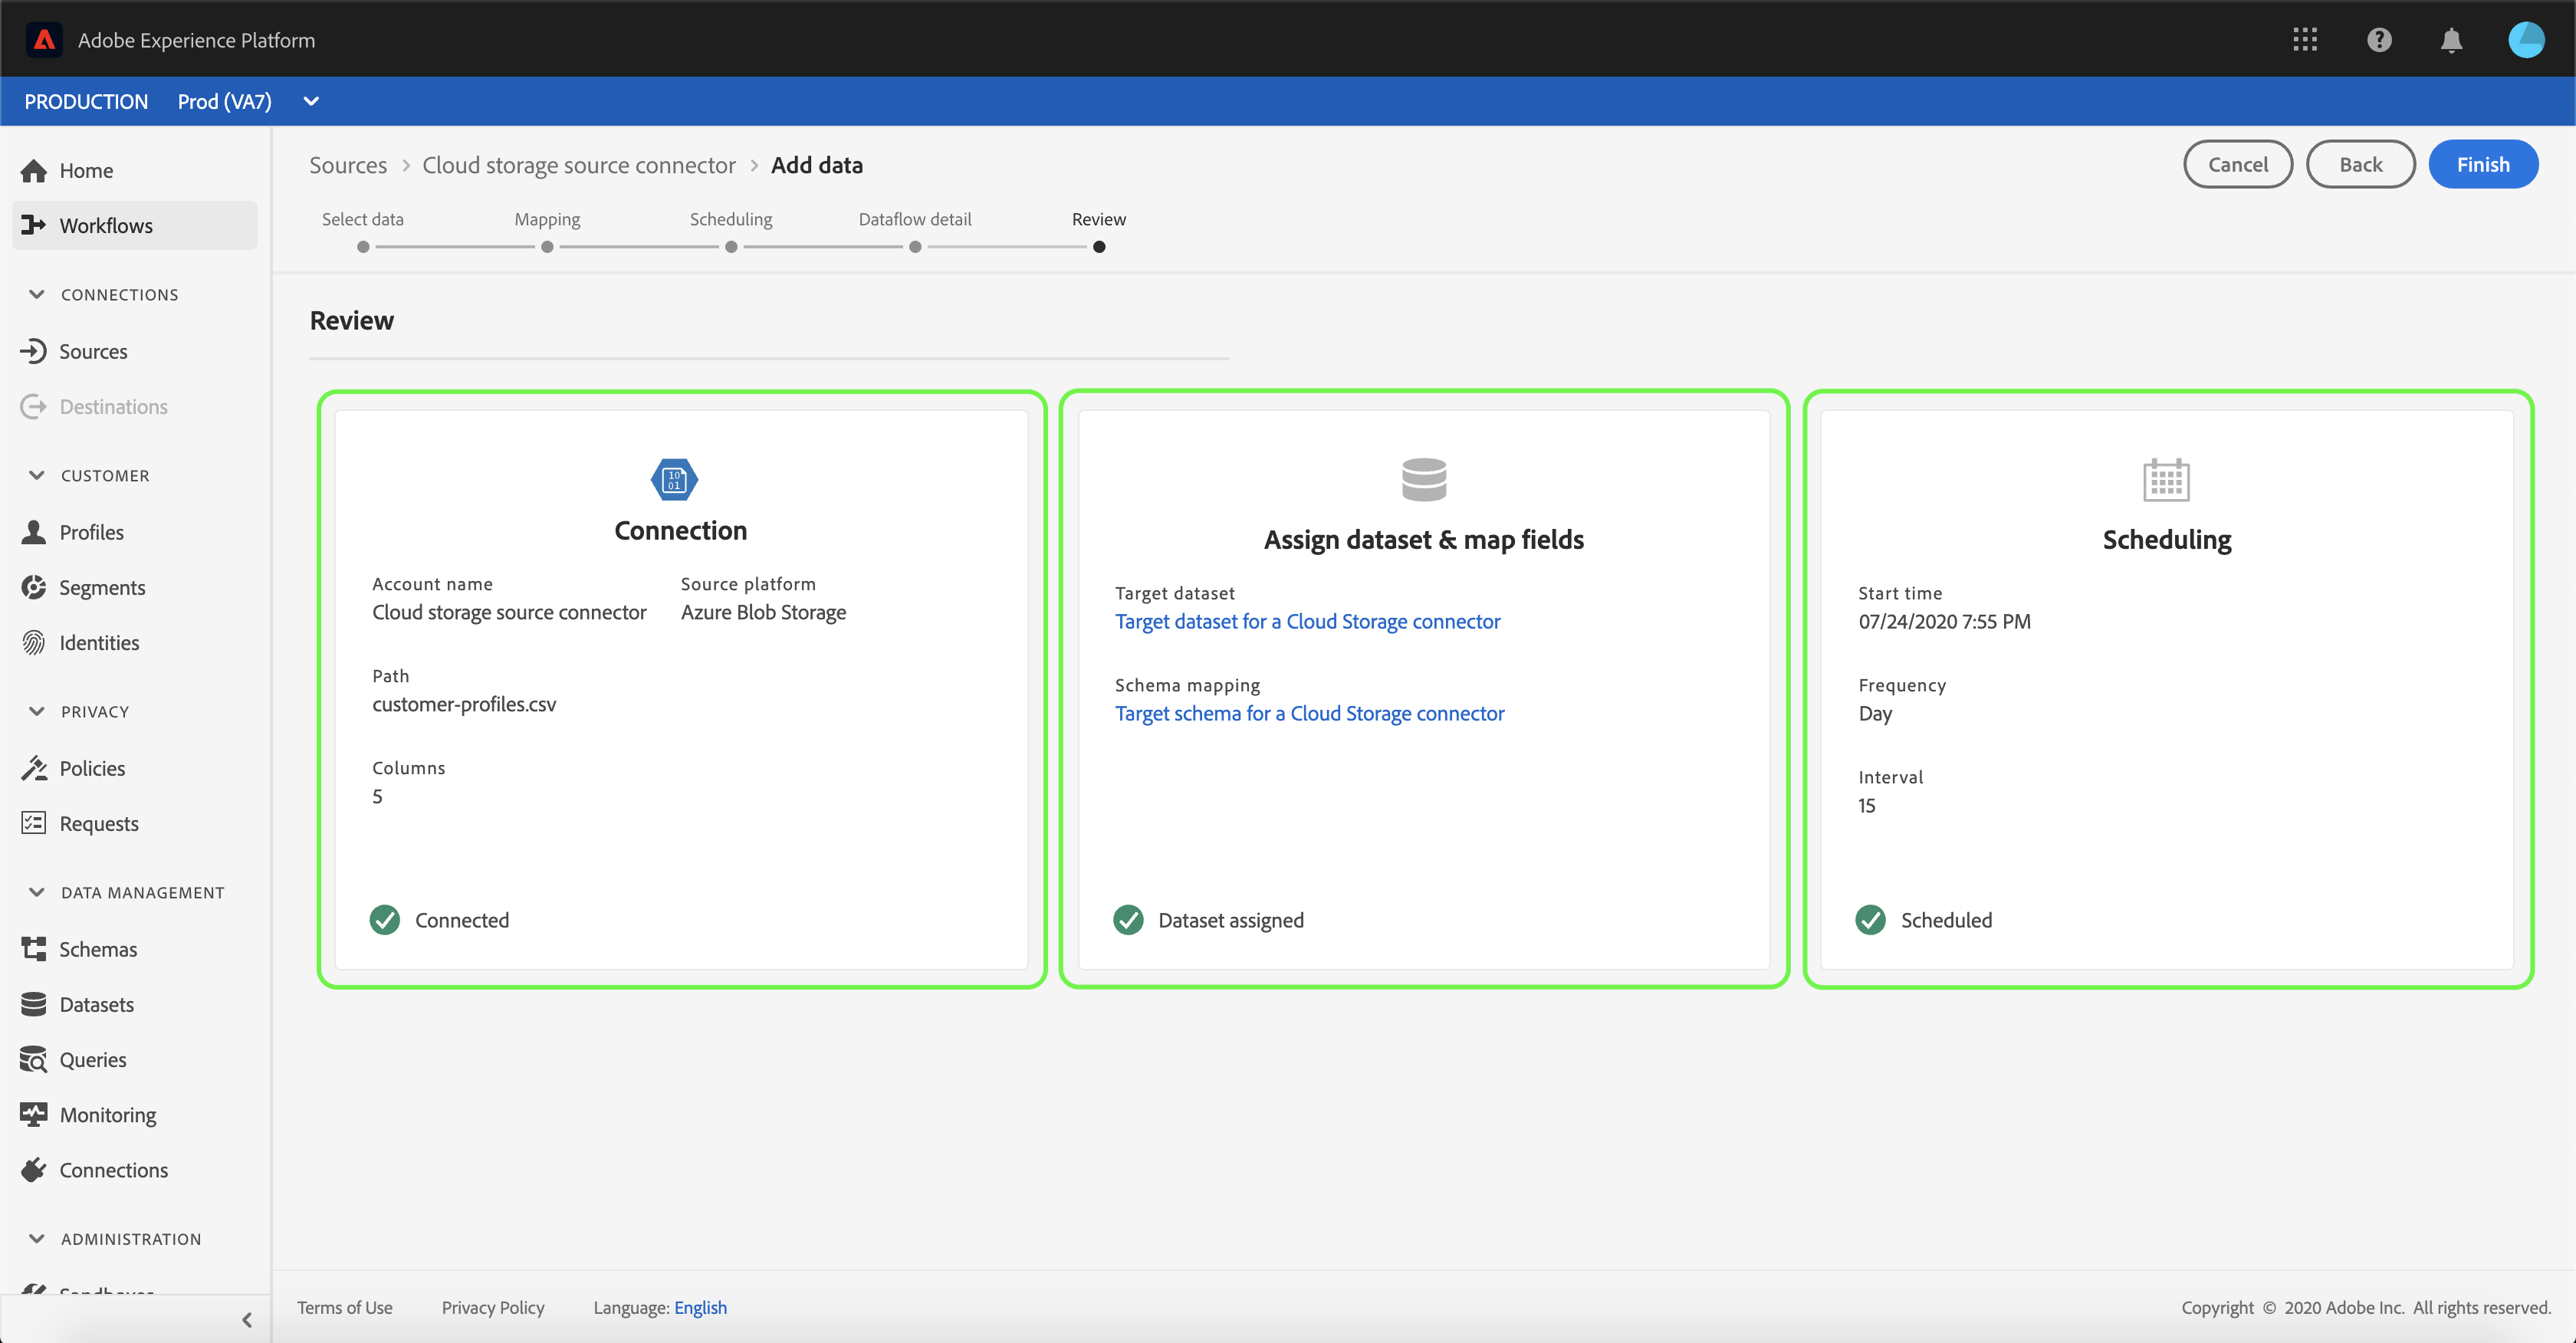 Adobe Experience Platform
PRODUCTION Prod (VA7)
Home
Workflows
CONNECTIONS
Sources
Destinations
CUSTOMER
Profiles
Segments
Identities
PRIVACY
Policies
Requests
DATA MANAGEMENT
Schemas
Datasets
Queries
Monitoring
Connections
ADMINISTRATION
Sources > Cloud storage source connector > Add data
Cancel
Back
Finish
Select data
Mapping
Scheduling
Dataflow detail
Review
Review
10
01
Connection
Account name
Cloud storage source connector
Source platform
Azure Blob Storage
Path
customer-profiles.csv
Columns
5
Connected
Assign dataset & map fields
Target dataset
Target dataset for a Cloud Storage connector
Schema mapping
Target schema for a Cloud Storage connector
Dataset assigned
Scheduling
Start time
07/24/2020 7:55 PM
Frequency
Day
Interval
15
Scheduled
Terms of Use
Privacy Policy
Language: English
Copyright © 2020 Adobe Inc. All rights reserved.